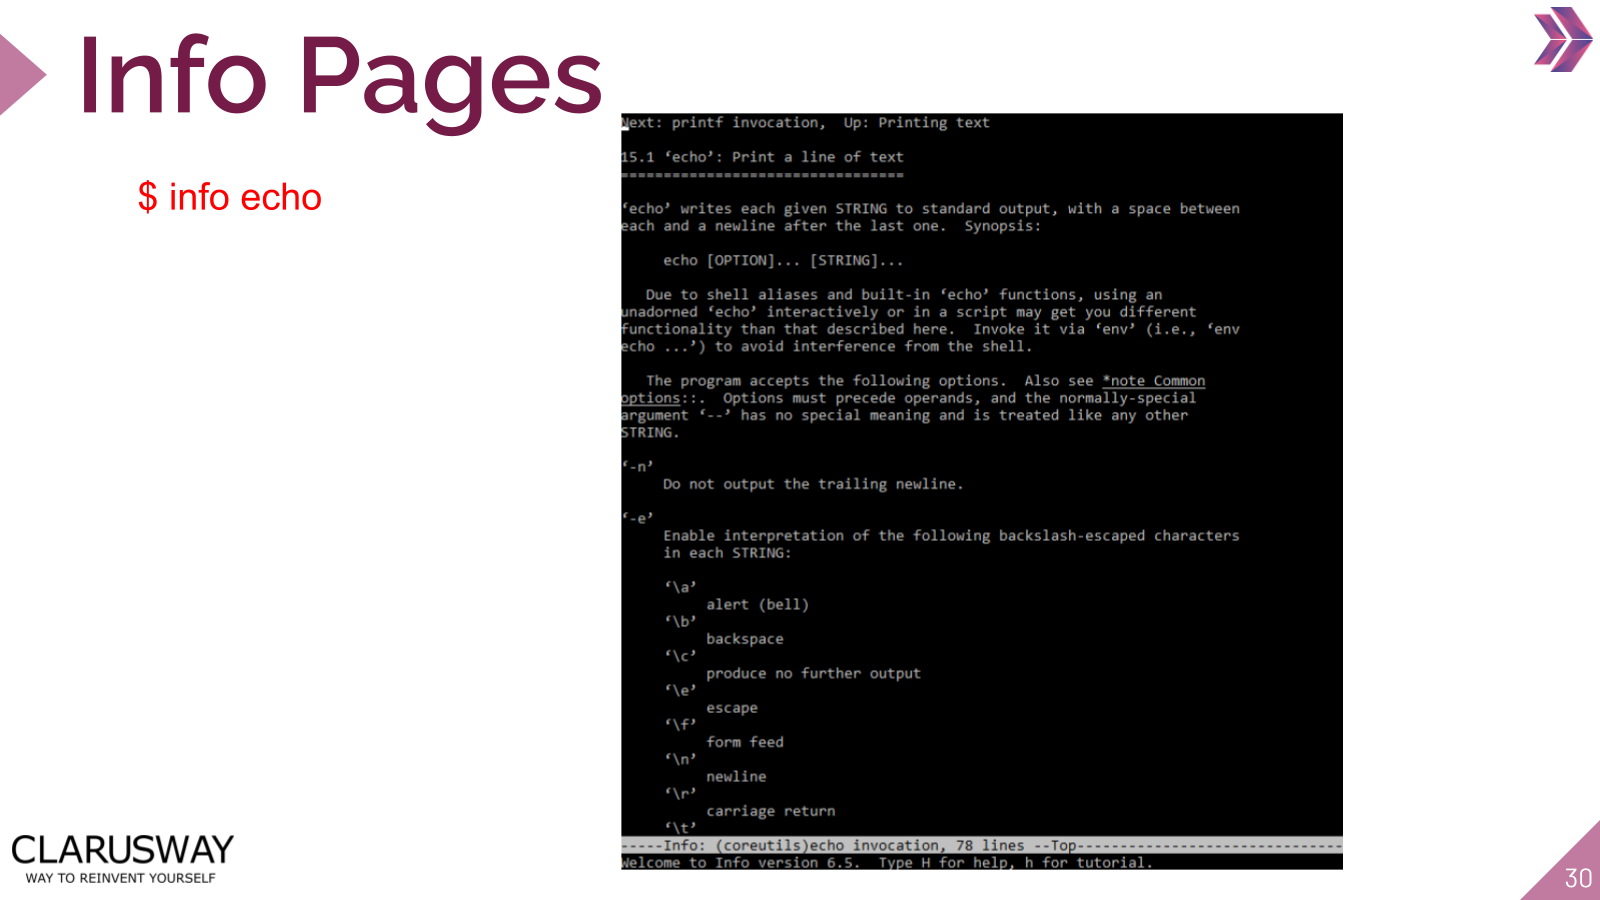 Info Pages
$ info echo
Next: printf invocation,  Up: Printing text
15.1 ‘echo’: Print a line of text
=================================
‘echo’ writes each given STRING to standard output, with a space between
each and a newline after the last one.  Synopsis:
echo [OPTION]... [STRING]...
Due to shell aliases and built-in ‘echo’ functions, using an
unadorned ‘echo’ interactively or in a script may get you different
functionality than that described here.  Invoke it via ‘env’ (i.e., ‘env
echo ...’) to avoid interference from the shell.
The program accepts the following options.  Also see *note Common
options::.  Options must precede operands, and the normally-special
argument ‘--’ has no special meaning and is treated like any other
STRING.
‘-n’
Do not output the trailing newline.
‘-e’
Enable interpretation of the following backslash-escaped characters
in each STRING:
‘\a’
alert (bell)
‘\b’
backspace
‘\c’
produce no further output
‘\e’
escape
‘\f’
form feed
‘\n’
newline
‘\r’
carriage return
‘\t’
-----Info: (coreutils)echo invocation, 78 lines --Top-------------------------------
Welcome to Info version 6.5.  Type H for help, h for tutorial.
CLARUSWAY
WAY TO REINVENT YOURSELF
30